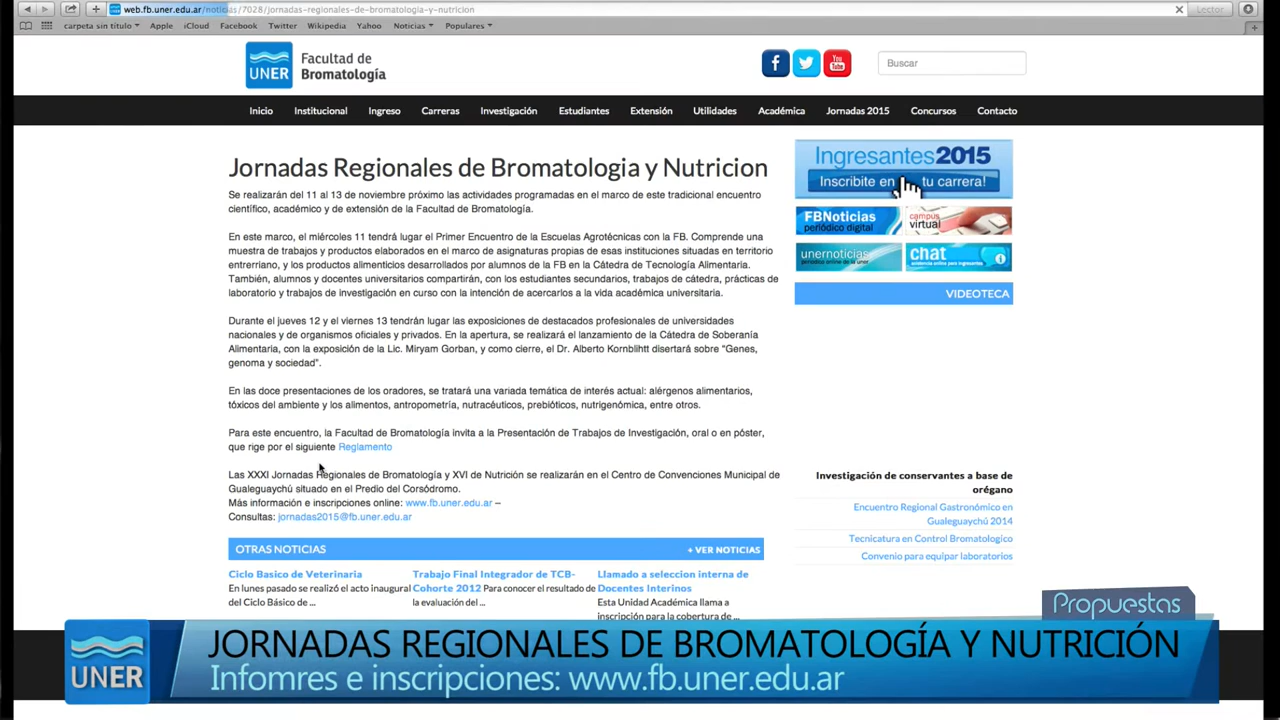 web.fb.uner.edu.ar/noticias/7028/jornadas-regionales-de-bromatologia-y-nutricion
Lector
carpeta sin título Apple iCloud Facebook Twitter Wikipedia Yahoo Noticias Populares
UNER
Facultad de
Bromatología
f
You
Tube
Buscar
Inicio Institucional Ingreso Carreras Investigación Estudiantes Extensión Utilidades Académica Jornadas 2015 Concursos Contacto
Jornadas Regionales de Bromatologia y Nutricion
Se realizarán del 11 al 13 de noviembre próximo las actividades programadas en el marco de este tradicional encuentro
científico, académico y de extensión de la Facultad de Bromatología.
En este marco, el miércoles 11 tendrá lugar el Primer Encuentro de la Escuelas Agrotécnicas con la FB. Comprende una
muestra de trabajos y productos elaborados en el marco de asignaturas propias de esas instituciones situadas en territorio
entrerriano, y los productos alimenticios desarrollados por alumnos de la FB en la Cátedra de Tecnología Alimentaria.
También, alumnos y docentes universitarios compartirán, con los estudiantes secundarios, trabajos de cátedra, prácticas de
laboratorio y trabajos de investigación en curso con la intención de acercarlos a la vida académica universitaria.
Durante el jueves 12 y el viernes 13 tendrán lugar las exposiciones de destacados profesionales de universidades
nacionales y de organismos oficiales y privados. En la apertura, se realizará el lanzamiento de la Cátedra de Soberanía
Alimentaria, con la exposición de la Lic. Miryam Gorban, y como cierre, el Dr. Alberto Kornblihtt disertará sobre “Genes,
genoma y sociedad”.
En las doce presentaciones de los oradores, se tratará una variada temática de interés actual: alérgenos alimentarios,
tóxicos del ambiente y los alimentos, antropometría, nutracéuticos, prebióticos, nutrigenómica, entre otros.
Para este encuentro, la Facultad de Bromatología invita a la Presentación de Trabajos de Investigación, oral o en póster,
que rige por el siguiente Reglamento
Las XXXI Jornadas Regionales de Bromatología y XVI de Nutrición se realizarán en el Centro de Convenciones Municipal de
Gualeguaychú situado en el Predio del Corsódromo.
Más información e inscripciones online: www.fb.uner.edu.ar –
Consultas: jornadas2015@fb.uner.edu.ar
Ingresantes2015
Inscribite en tu carrera!
FBNoticias
periódico digital
campus
virtual
unernoticias
periódico online de la uner
chat
asistencia online para ingresantes
VIDEOTECA
Investigación de conservantes a base de
orégano
Encuentro Regional Gastronómico en
Gualeguaychú 2014
Tecnicatura en Control Bromatologico
Convenio para equipar laboratorios
OTRAS NOTICIAS + VER NOTICIAS
Ciclo Basico de Veterinaria
En lunes pasado se realizó el acto inaugural
del Ciclo Básico de ...
Trabajo Final Integrador de TCB-
Cohorte 2012 Para conocer el resultado de
la evaluación del ...
Llamado a seleccion interna de
Docentes Interinos
Esta Unidad Académica llama a
inscripción para la cobertura de ...
Propuestas
UNER
JORNADAS REGIONALES DE BROMATOLOGÍA Y NUTRICIÓN
Infomres e inscripciones: www.fb.uner.edu.ar